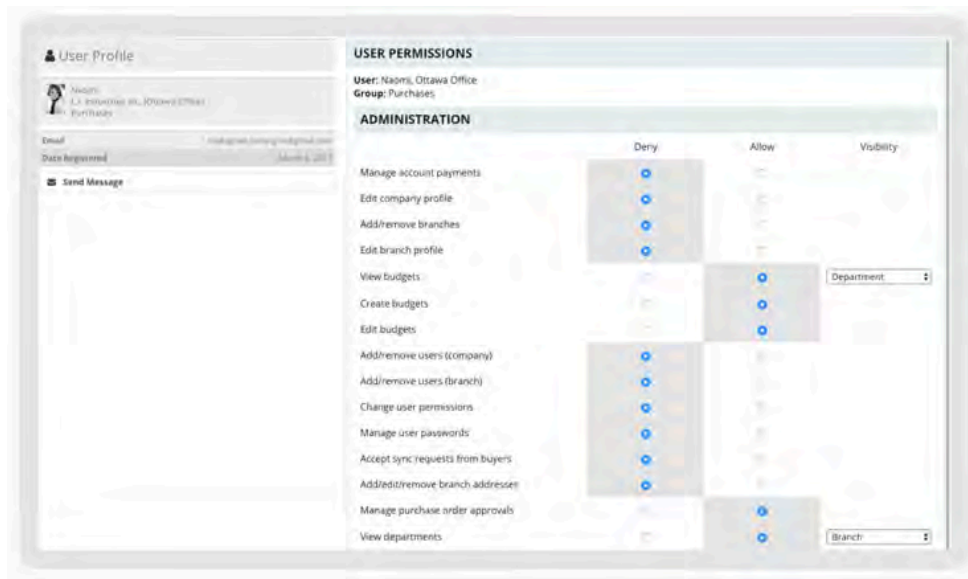 User Profile
Naomi
Purchases
Email
Date Registered
Send Message
USER PERMISSIONS
User: Naomi, Ottawa Office
Group: Purchases
ADMINISTRATION
Deny Allow Visibility
Manage account payments
Edit company profile
Add/remove branches
Edit branch profile
View budgets Department
Create budgets
Edit budgets
Add/remove users (company)
Add/remove users (branch)
Change user permissions
Manage user passwords
Accept sync requests from buyers
Add/edit/remove branch addresses
Manage purchase order approvals
View departments Branch